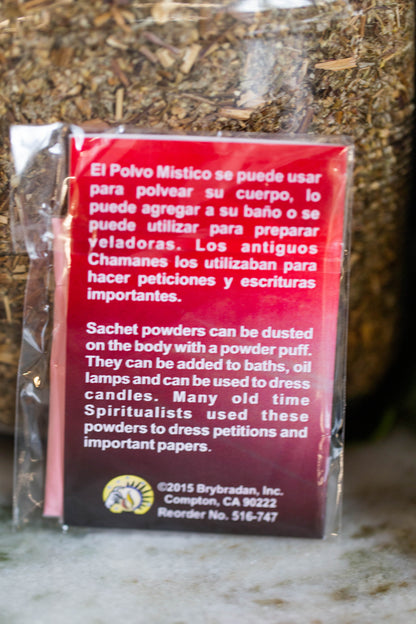 El Polvo Mistico se puede usar
para polvear su cuerpo, lo
puede agregar a su baño o se
puede utilizar para preparar
veladoras. Los antiguos
Chamanes los utilizaban para
hacer peticiones y escrituras
importantes.
Sachet powders can be dusted
on the body with a powder puff.
They can be added to baths, oil
lamps and can be used to dress
candles. Many old time
Spiritualists used these
powders to dress petitions and
important papers.
©2015 Brybradan, Inc.
Compton, CA 90222
Reorder No. 516-747